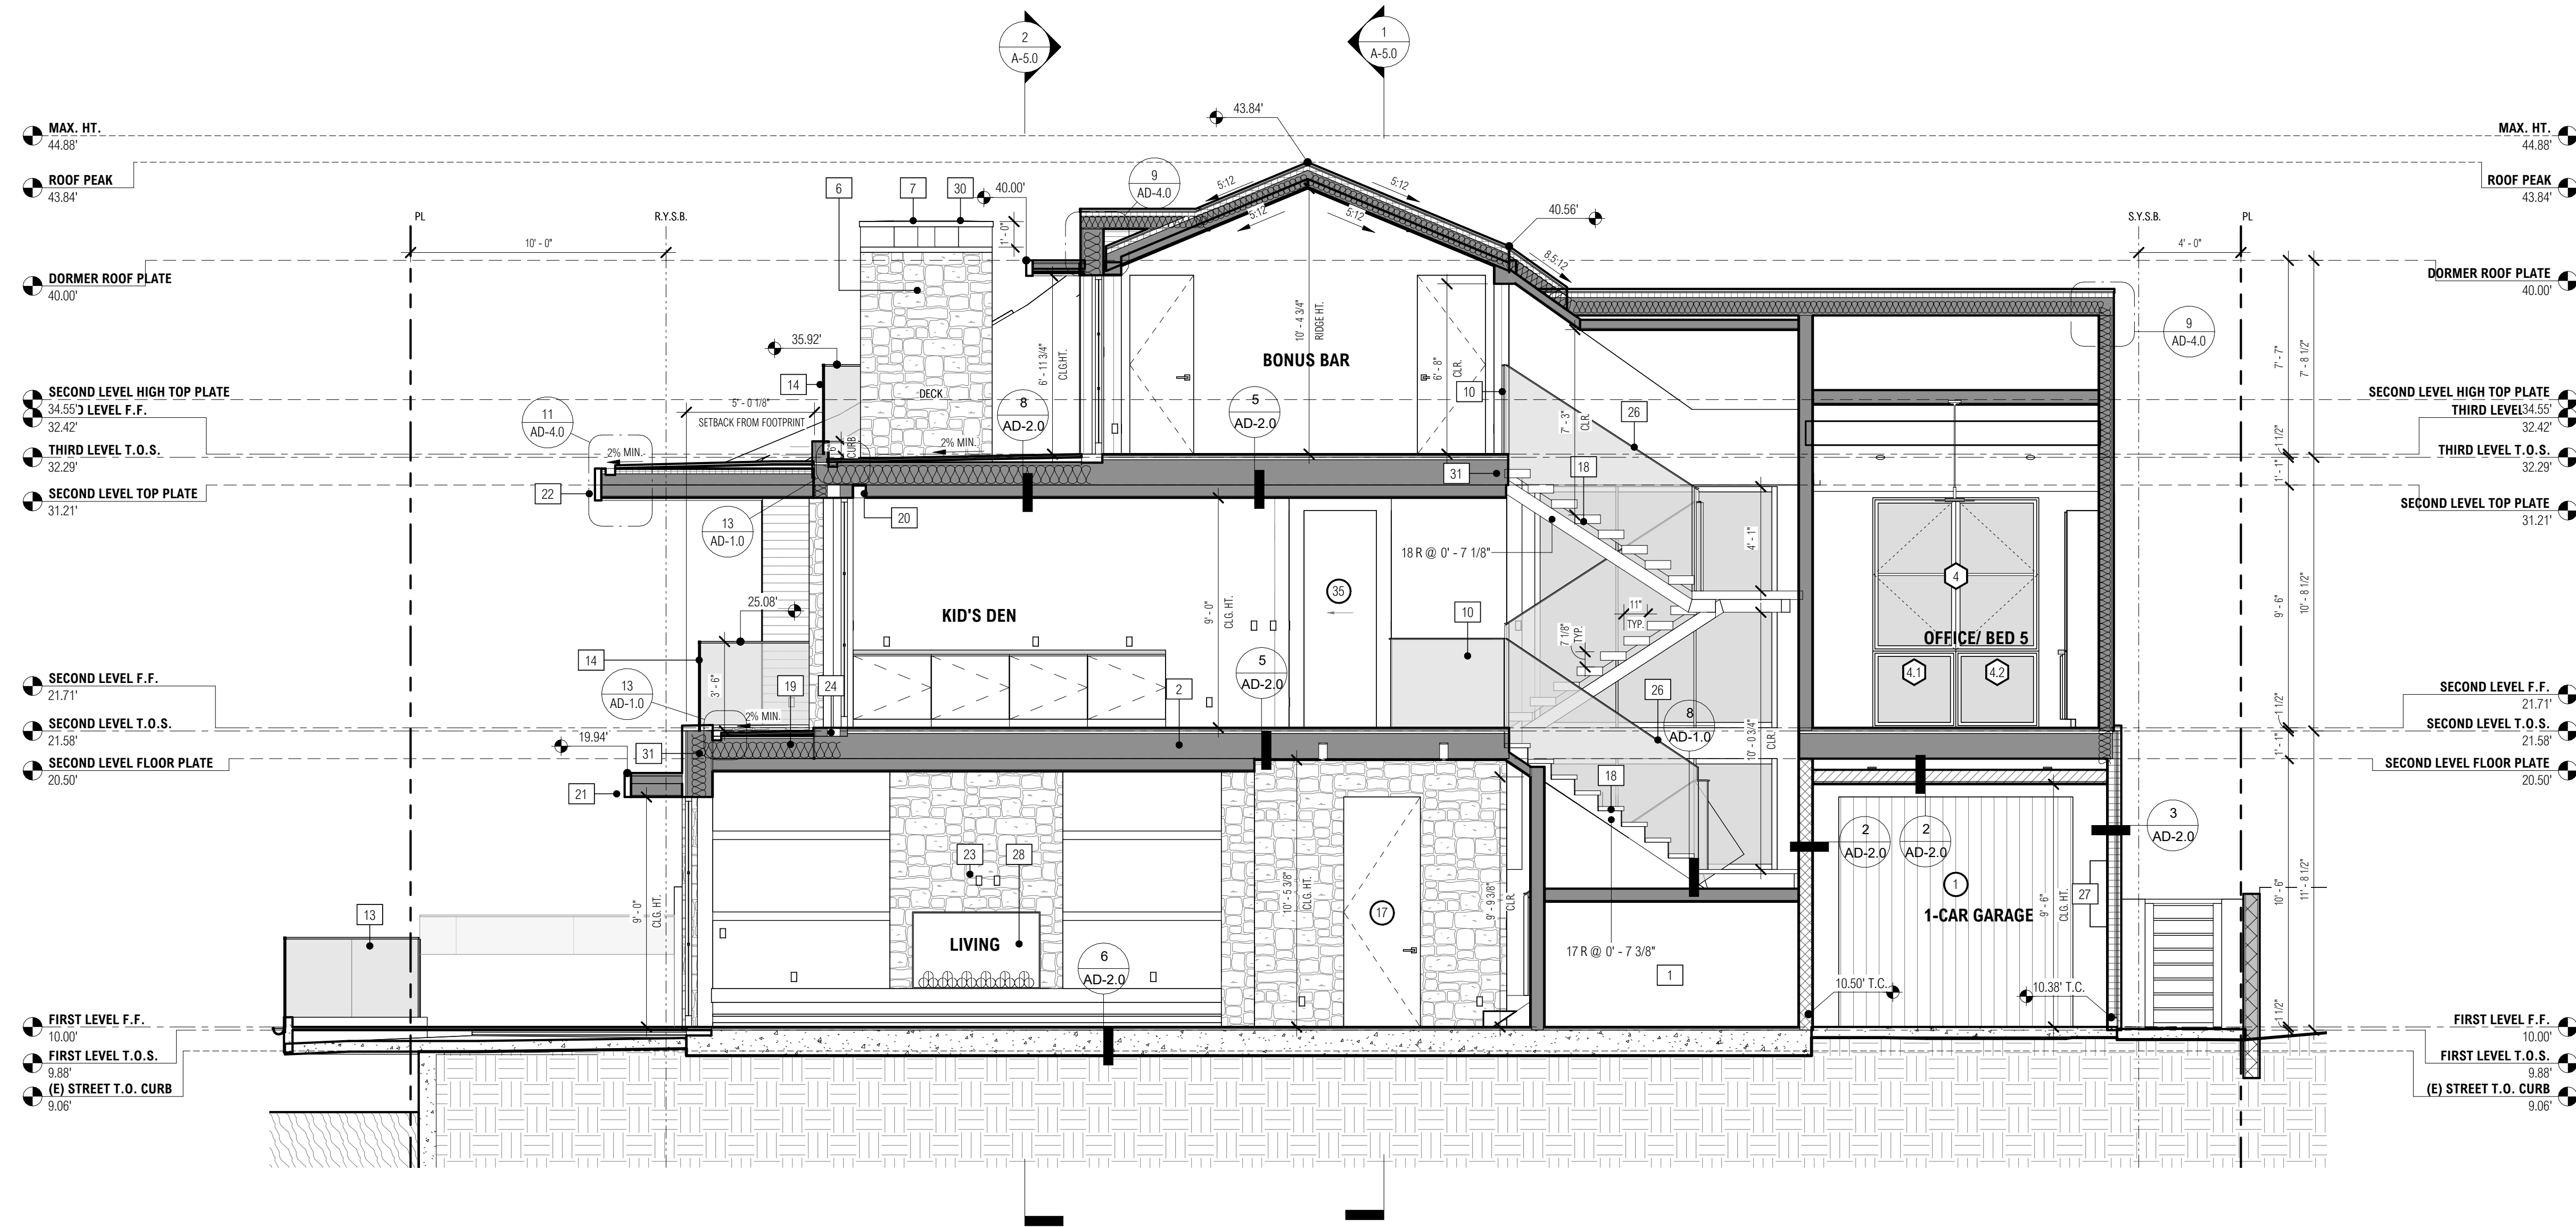 2
A-5.0
1
A-5.0
43.84'
MAX. HT.
44.88'
MAX. HT.
44.88'
ROOF PEAK
43.84'
ROOF PEAK
43.84'
PL
R.Y.S.B.
10' - 0"
6
7
30
40.00'
1' - 0"
9
AD-4.0
5:12
5:12
5:12
5:12
40.56'
8.5:12
S.Y.S.B.
PL
4' - 0"
DORMER ROOF PLATE
40.00'
DORMER ROOF PLATE
40.00'
9
AD-4.0
35.92'
14
DECK
6' - 11 3/4"
CLG.HT.
10' - 4 3/4"
RIDGE HT.
BONUS BAR
6' - 8"
CLR.
10
7' - 3"
CLR.
26
7' - 7"
7' - 8 1/2"
SECOND LEVEL HIGH TOP PLATE
34.55'
D LEVEL F.F.
32.42'
SECOND LEVEL HIGH TOP PLATE
34.55'
THIRD LEVEL
32.42'
11
AD-4.0
5' - 0 1/8"
SETBACK FROM FOOTPRINT
8
AD-2.0
5
AD-2.0
6"
CURB
2% MIN.
2% MIN.
THIRD LEVEL T.O.S.
32.29'
THIRD LEVEL T.O.S.
32.29'
1 1/2"
1' - 1"
31
18
22
SECOND LEVEL TOP PLATE
31.21'
SECOND LEVEL TOP PLATE
31.21'
13
AD-1.0
20
18 R @ 0' - 7 1/8"
4' - 1"
25.08'
KID'S DEN
9' - 0"
CLG. HT.
35
10
11"
TYP.
7 1/8"
TYP.
4
OFFICE/ BED 5
4.1
4.2
9' - 6"
10' - 8 1/2"
14
3' - 6"
13
AD-1.0
19
24
2% MIN.
5
AD-2.0
2
26
8
AD-1.0
10' - 0 3/4"
CLR.
SECOND LEVEL F.F.
21.71'
SECOND LEVEL F.F.
21.71'
SECOND LEVEL T.O.S.
21.58'
SECOND LEVEL T.O.S.
21.58'
1 1/2"
1' - 1"
19.94'
31
SECOND LEVEL FLOOR PLATE
20.50'
SECOND LEVEL FLOOR PLATE
20.50'
21
18
23
28
2
AD-2.0
2
AD-2.0
3
AD-2.0
13
9' - 0"
CLG. HT.
LIVING
10' - 5 3/8"
CLG. HT.
17
9' - 9 3/8"
CLR.
1
1-CAR GARAGE
9' - 6"
CLG. HT.
27
10' - 6"
11' - 8 1/2"
6
AD-2.0
17 R @ 0' - 7 3/8"
1
10.50' T.C.
10.38' T.C.
1 1/2"
FIRST LEVEL F.F.
10.00'
FIRST LEVEL F.F.
10.00'
FIRST LEVEL T.O.S.
9.88'
FIRST LEVEL T.O.S.
9.88'
(E) STREET T.O. CURB
9.06'
(E) STREET T.O. CURB
9.06'